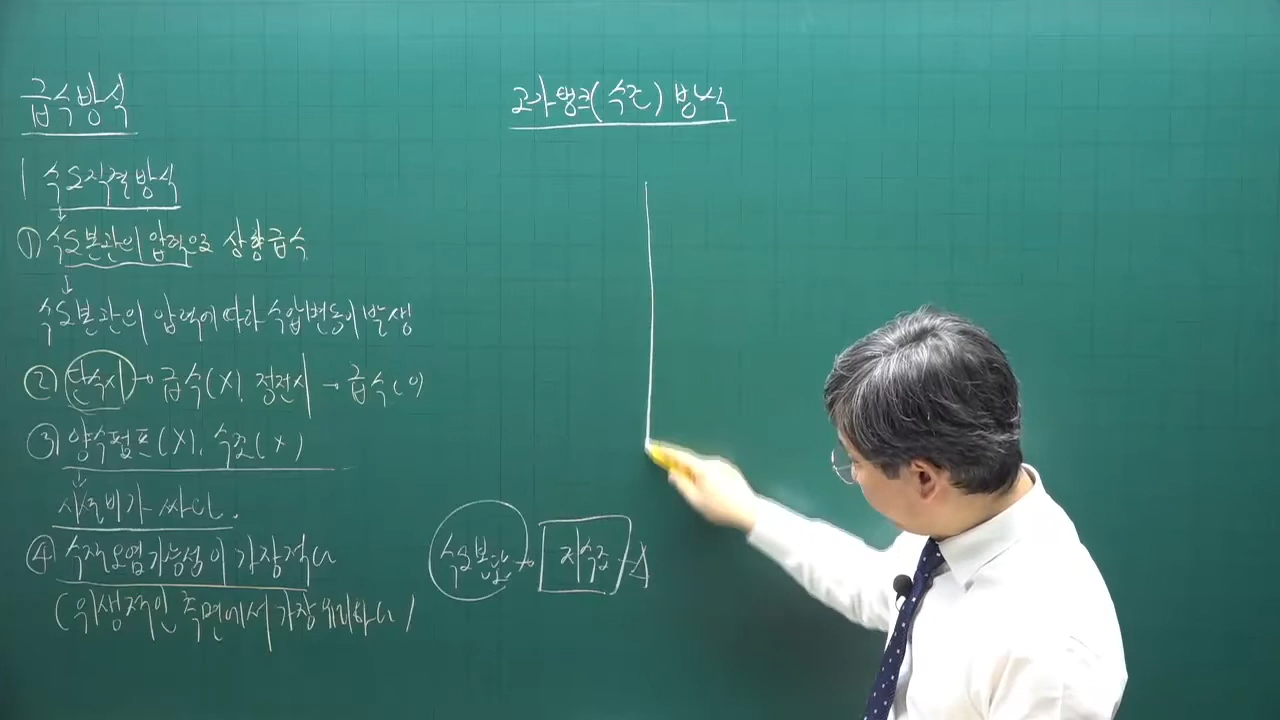 급수방식
1 수도직결방식
① 수도본관의 압력으로 상향급수
수도본관의 압력에 따라 수압변동이 발생
② 단수시 → 급수(X), 정전시 → 급수(O)
③ 양수펌프(X), 수조(X)
시설비가 싸다.
④ 수질오염 가능성이 가장 적다
(위생적인 측면에서 가장 유리하다)
고가탱크(수조) 방식
수도본관 → 저수조